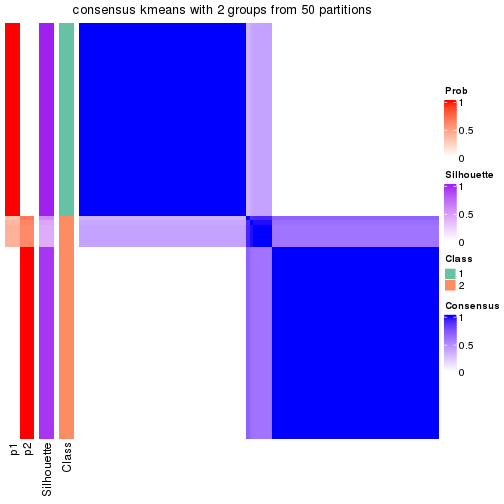 consensus kmeans with 2 groups from 50 partitions
Prob
1
0.5
0
Silhouette
1
0.5
0
Class
1
2
Consensus
1
0.5
0
p1
p2
Silhouette
Class